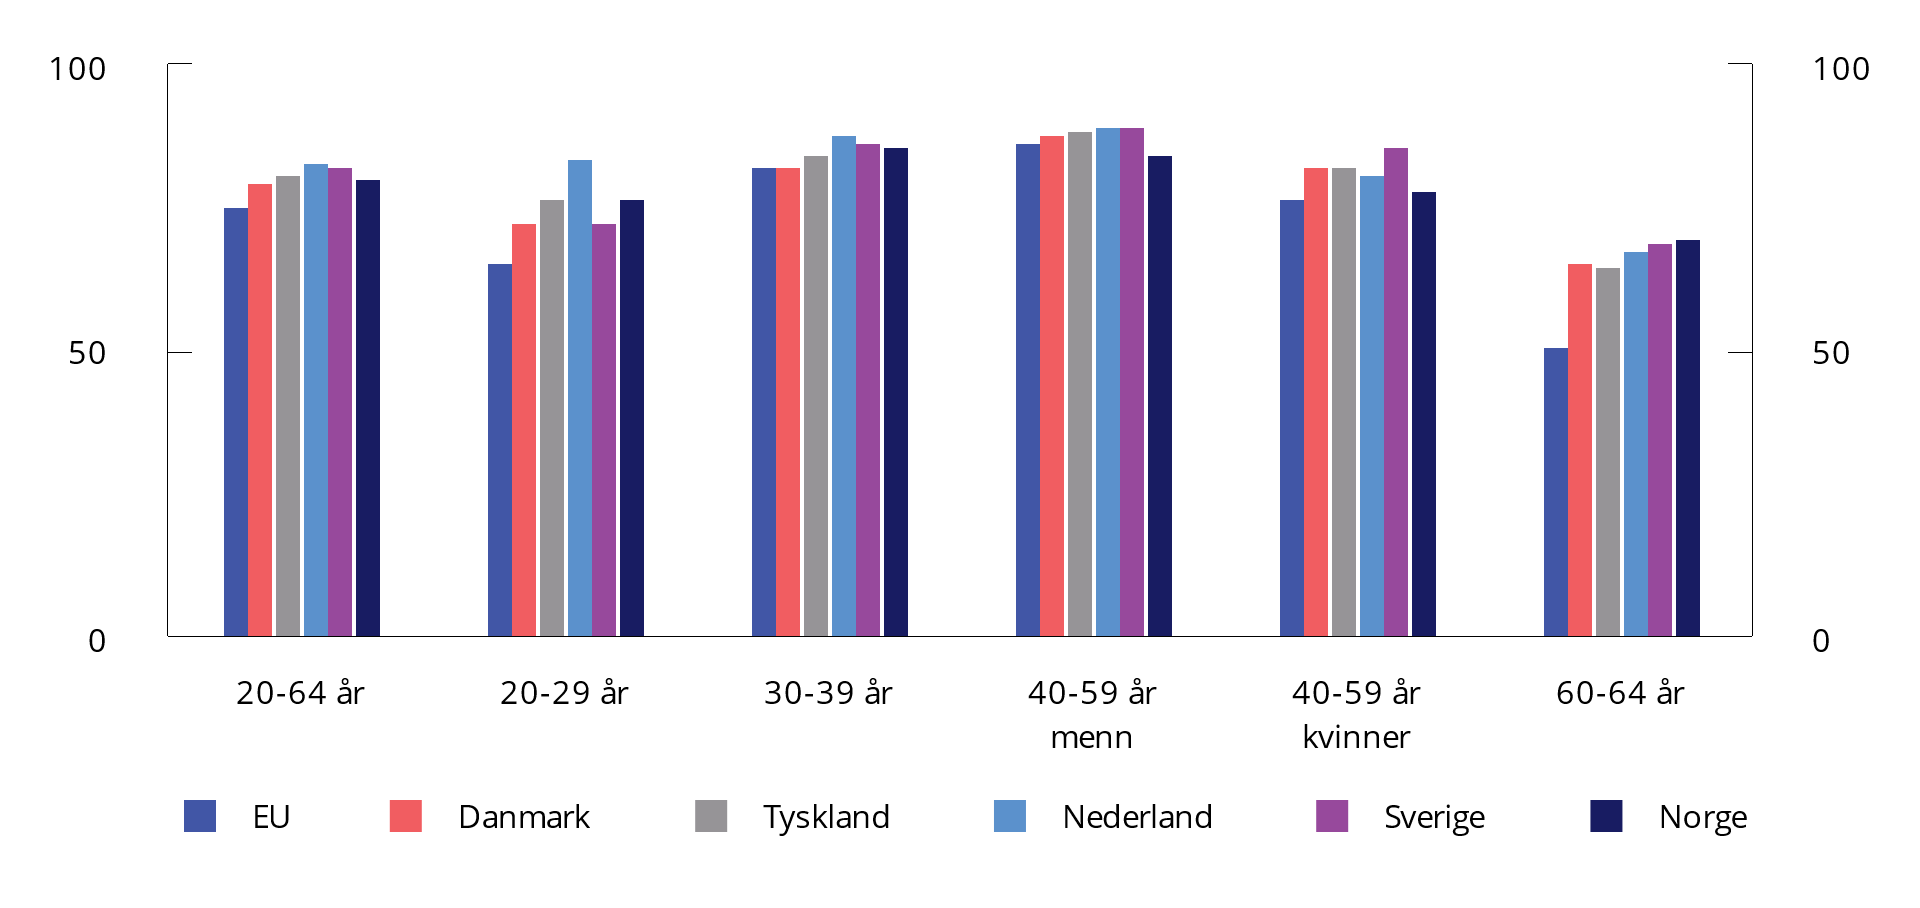 100 100
50 50
0 0
20-64 år 20-29 år 30-39 år 40-59 år 40-59 år 60-64 år
menn kvinner
EU Danmark Tyskland Nederland Sverige Norge